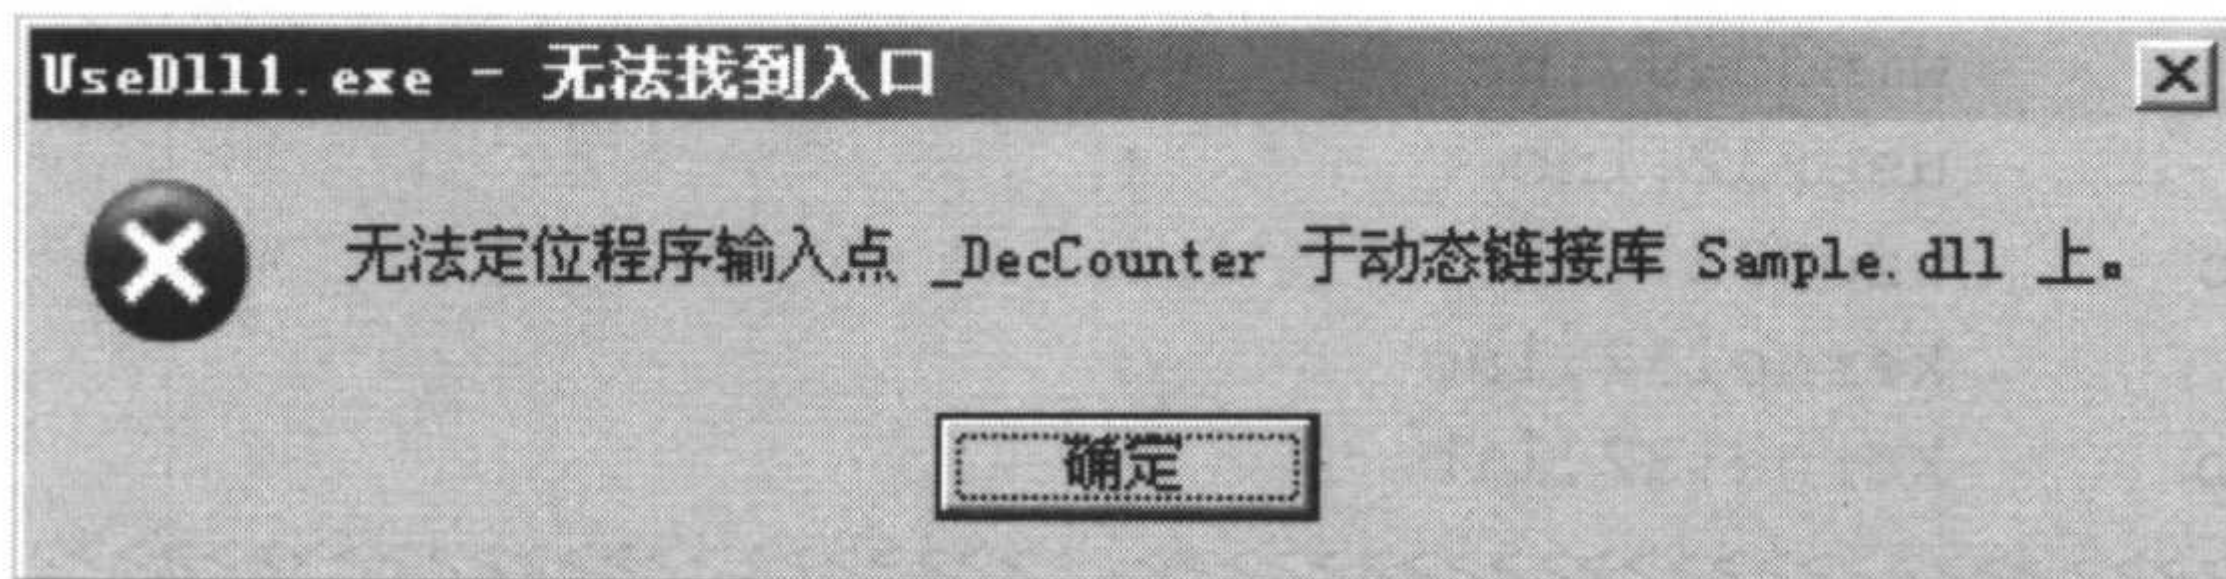 UseDll1.exe - 无法找到入口
无法定位程序输入点 _DecCounter 于动态链接库 Sample.dll 上。
确定